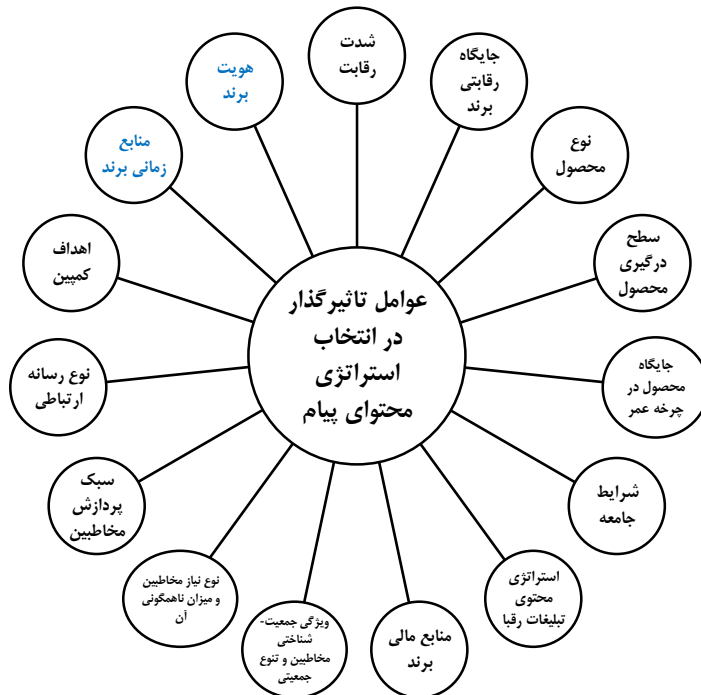 عوامل تاثیرگذار
در انتخاب
استراتژی
محتوای پیام
شدت
رقابت
جایگاه
رقابتی
برند
نوع
محصول
سطح
درگیری
محصول
جایگاه
محصول در
چرخه عمر
شرایط
جامعه
استراتژی
محتوی
تبلیغات رقبا
منابع مالی
برند
ویژگی جمعیت-
شناختی
مخاطبین و تنوع
جمعیتی
نوع نیاز مخاطبین
و میزان ناهمگونی
آن
سبک
پردازش
مخاطبین
نوع رسانه
ارتباطی
اهداف
کمپین
منابع
زمانی برند
هویت
برند